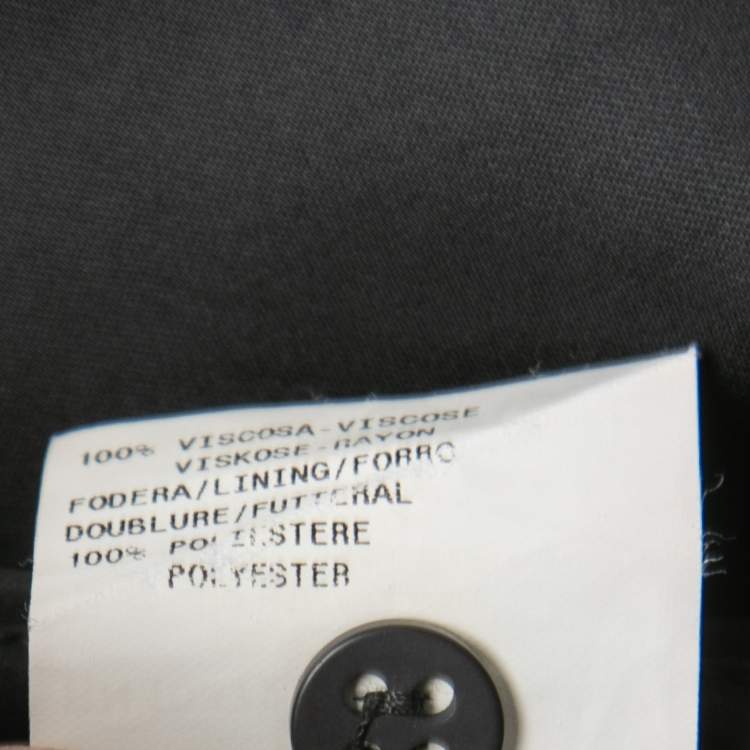 100% VISCOSA-VISCOSE
VISKOSE-RAYON
FODERA/LINING/FORRO
DOUBLURE/FUTTERAL
100% POLIESTERE
POLYESTER